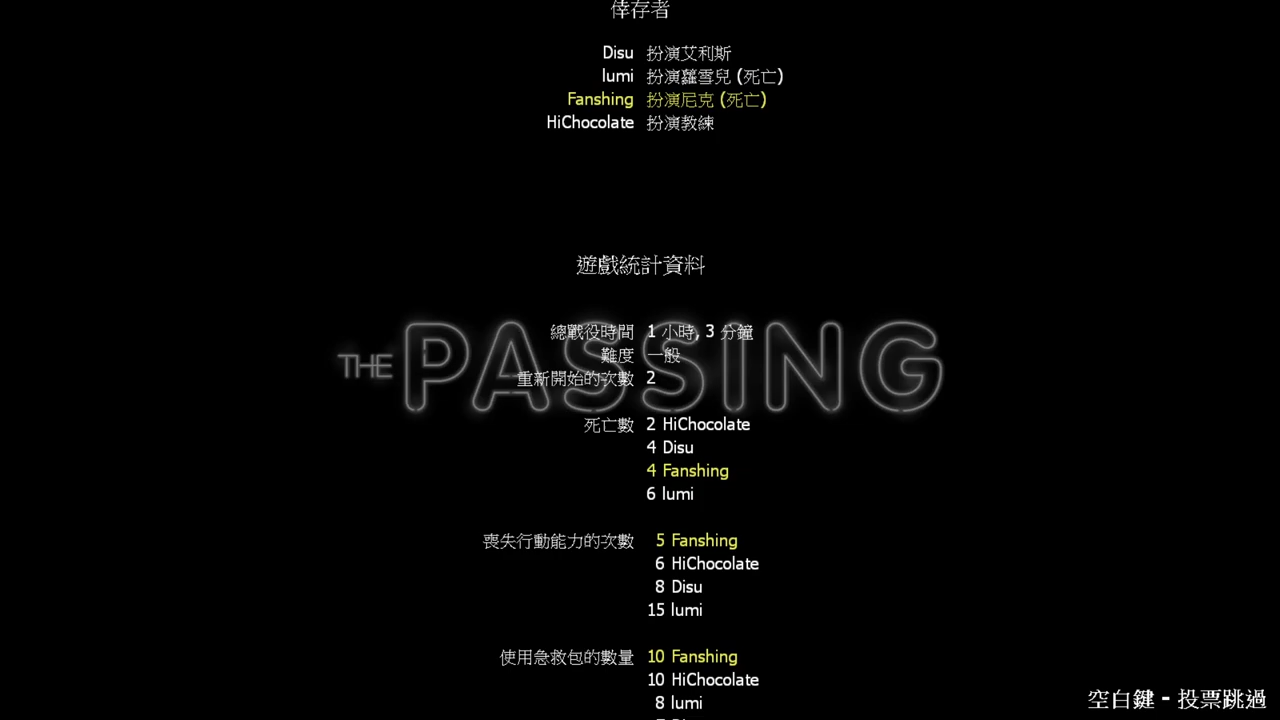 倖存者
Disu 扮演艾利斯
lumi 扮演蘿雪兒 (死亡)
Fanshing 扮演尼克 (死亡)
HiChocolate 扮演教練
遊戲統計資料
THE PASSING
總戰役時間 1 小時, 3 分鐘
難度 一般
重新開始的次數 2
死亡數 2 HiChocolate
4 Disu
4 Fanshing
6 lumi
喪失行動能力的次數 5 Fanshing
6 HiChocolate
8 Disu
15 lumi
使用急救包的數量 10 Fanshing
10 HiChocolate
8 lumi
空白鍵 - 投票跳過